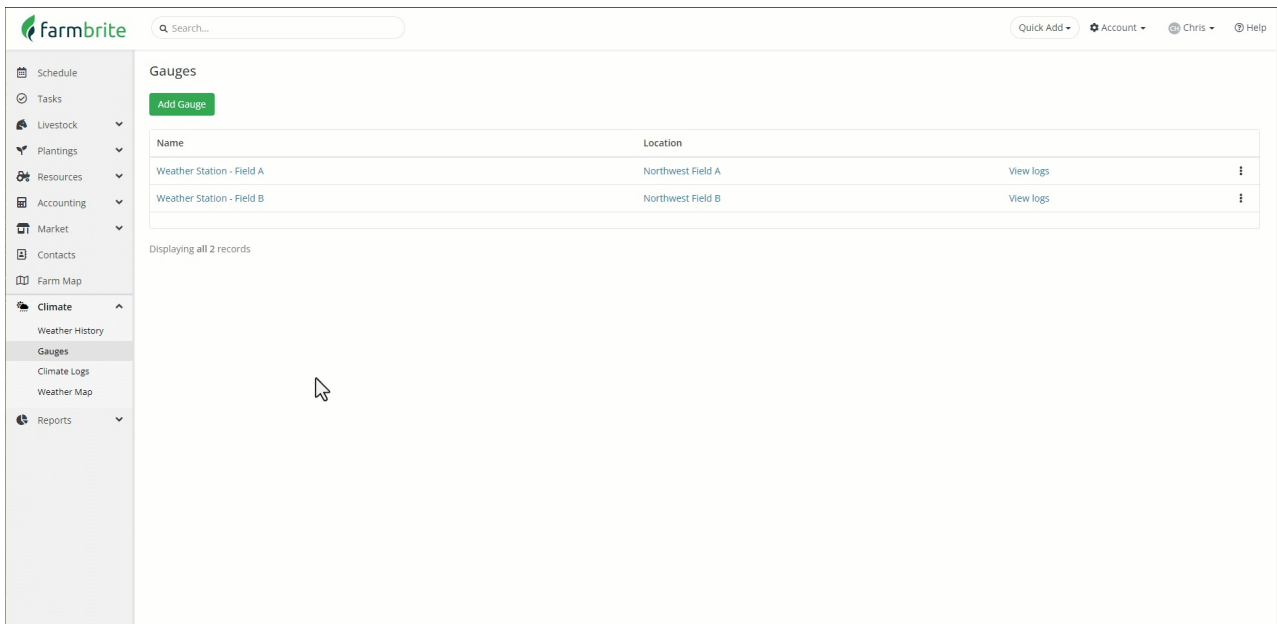 farmbrite
Search...
Quick Add
Account
Chris
Help
Schedule
Tasks
Livestock
Plantings
Resources
Accounting
Market
Contacts
Farm Map
Climate
Weather History
Gauges
Climate Logs
Weather Map
Reports
Gauges
Add Gauge
Name Location
Weather Station - Field A Northwest Field A View logs
Weather Station - Field B Northwest Field B View logs
Displaying all 2 records